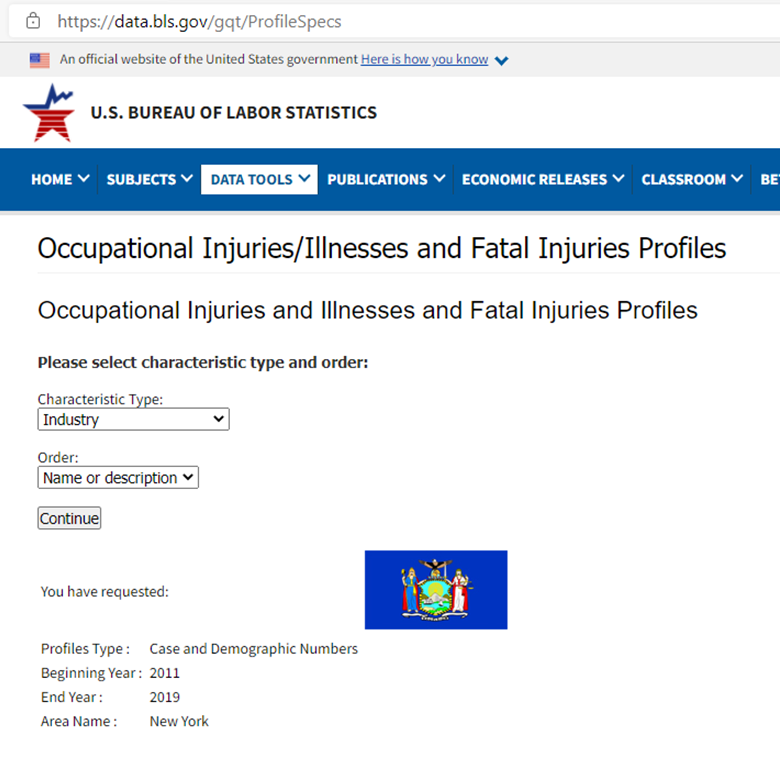 https://data.bls.gov/gqt/ProfileSpecs
An official website of the United States government Here is how you know
U.S. BUREAU OF LABOR STATISTICS
HOME SUBJECTS DATA TOOLS PUBLICATIONS ECONOMIC RELEASES CLASSROOM BE
Occupational Injuries/Illnesses and Fatal Injuries Profiles
Occupational Injuries and Illnesses and Fatal Injuries Profiles
Please select characteristic type and order:
Characteristic Type:
Industry
Order:
Name or description
Continue
You have requested:
Profiles Type : Case and Demographic Numbers
Beginning Year : 2011
End Year : 2019
Area Name : New York